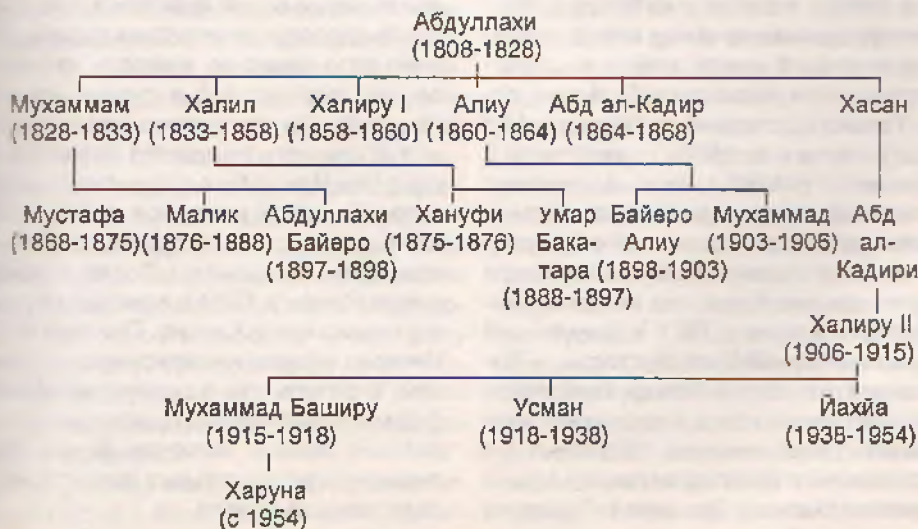 Абдуллахи
(1808-1828)
Мухаммам Халил Халиру I Алиу Абд ал-Кадир Хасан
(1828-1833) (1833-1858) (1858-1860) (1860-1864) (1864-1868)
Мустафа Малик Абдуллахи Хануфи Умар Байеро Мухаммад Абд
(1868-1875) (1876-1888) Байеро (1875-1876) Бака- Алиу (1903-1906) ал-
(1897-1898) тара (1898-1903) Кадири
(1888-1897)
Халиру II
(1906-1915)
Мухаммад Баширу Усман Йахйа
(1915-1918) (1918-1938) (1938-1954)
Харуна
(с 1954)